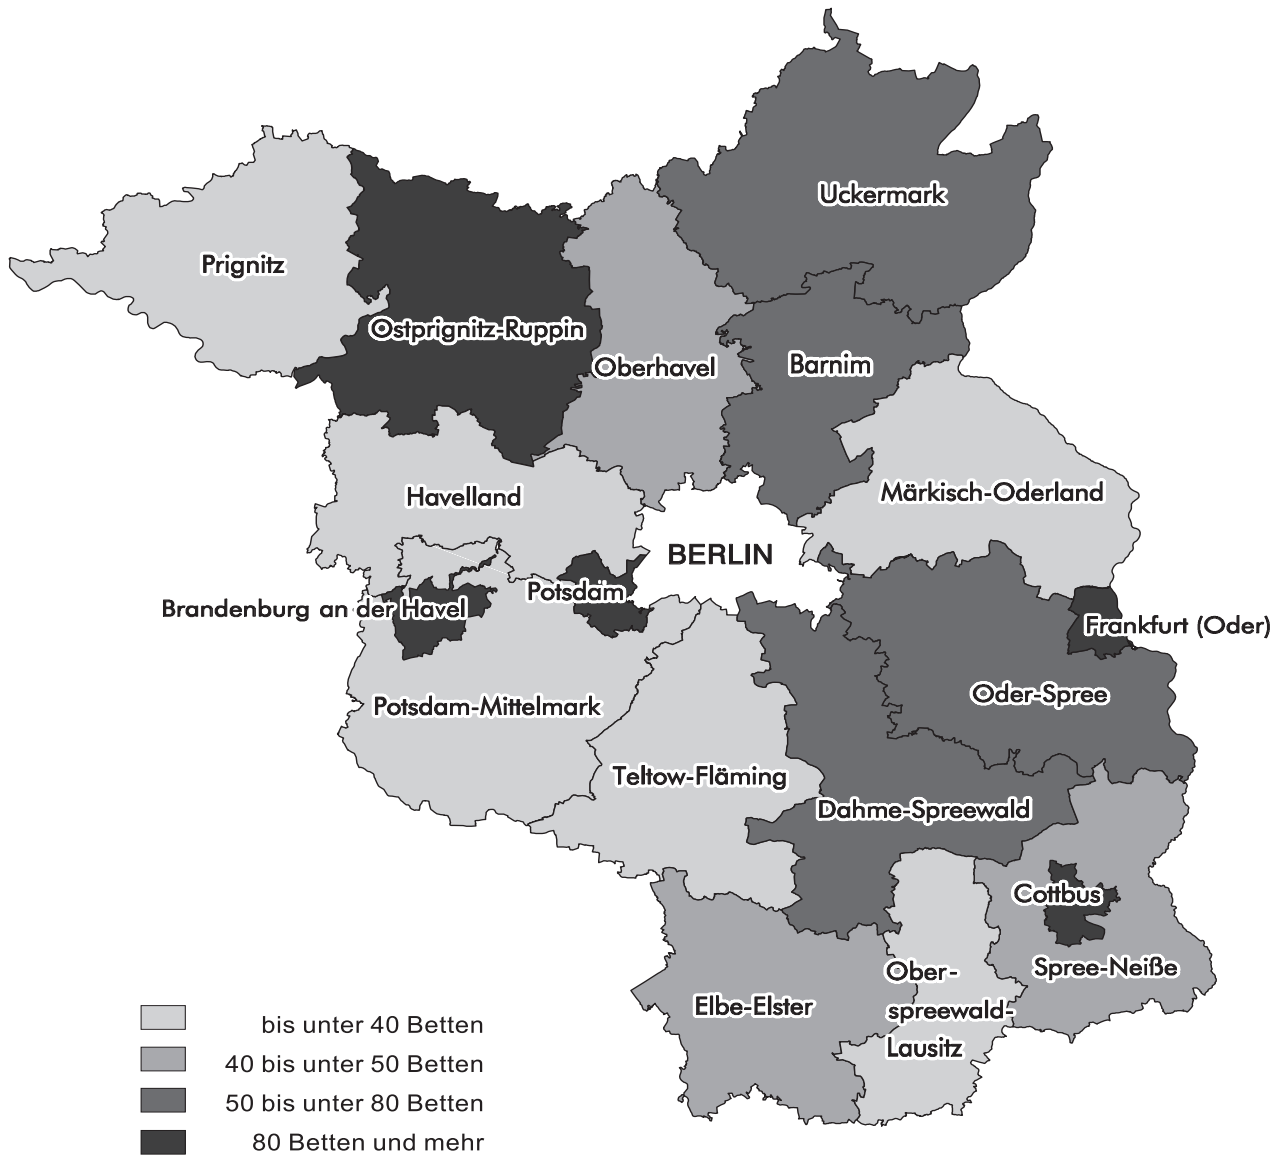 Uckermark
Prignitz
Ostprignitz-Ruppin
Oberhavel
Barnim
Havelland
Märkisch-Oderland
BERLIN
Potsdam
Brandenburg an der Havel
Frankfurt (Oder)
Oder-Spree
Potsdam-Mittelmark
Teltow-Fläming
Dahme-Spreewald
Cottbus
Spree-Neiße
Ober-
spreewald-
Lausitz
Elbe-Elster
bis unter 40 Betten
40 bis unter 50 Betten
50 bis unter 80 Betten
80 Betten und mehr